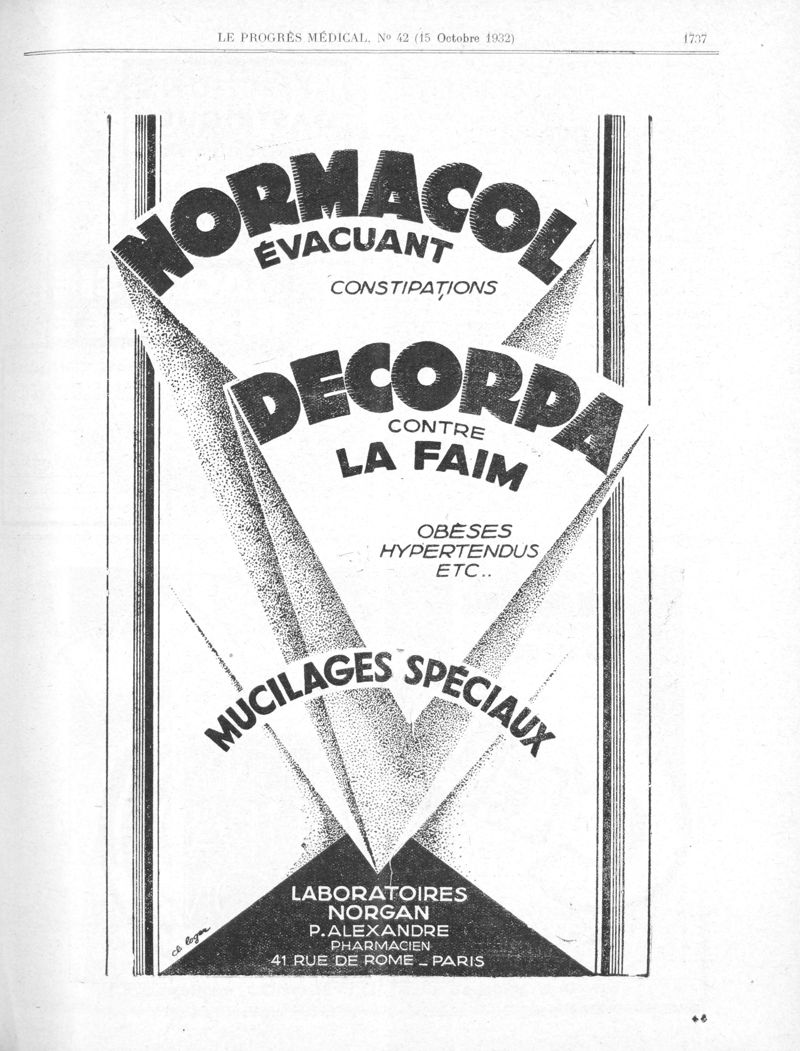 LE PROGRÈS MÉDICAL. Nº 42 (15 Octobre 1932) 1737
NORMACOL
ÉVACUANT
CONSTIPATIONS
DECORPA
CONTRE
LA FAIM
OBÈSES
HYPERTENDUS
ETC..
MUCILAGES SPÉCIAUX
LABORATOIRES
NORGAN
P. ALEXANDRE
PHARMACIEN
41 RUE DE ROME _ PARIS